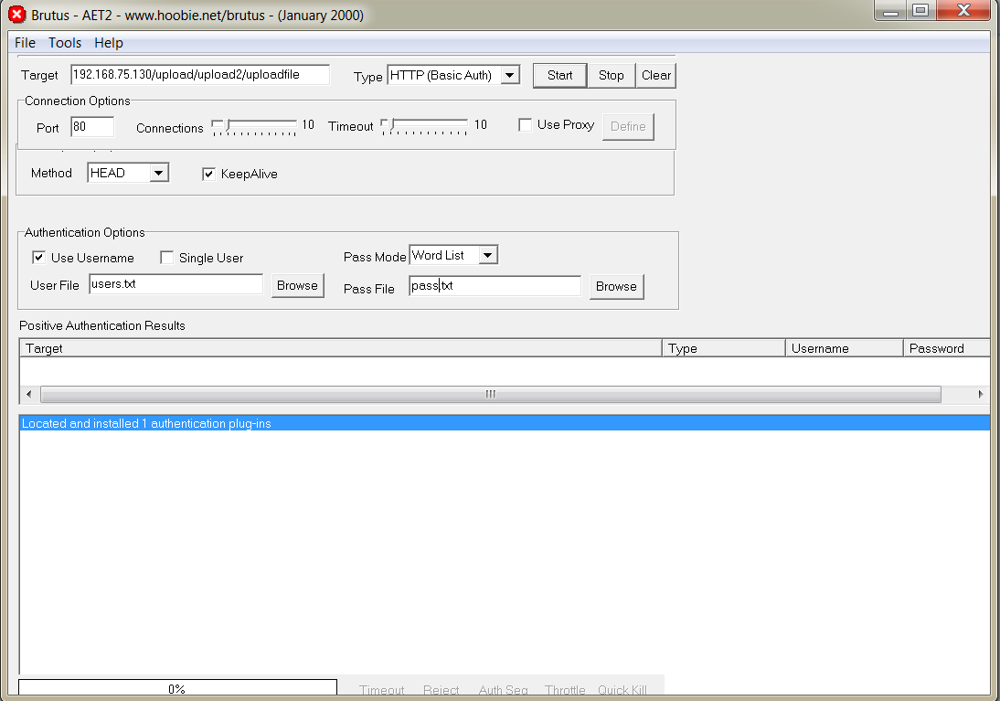 Brutus - AET2 - www.hoobie.net/brutus - (January 2000)
File Tools Help
Target 192.168.75.130/upload/upload2/uploadfile Type HTTP (Basic Auth) Start Stop Clear
Connection Options
Port 80 Connections 10 Timeout 10 Use Proxy Define
Method HEAD KeepAlive
Authentication Options
Use Username Single User Pass Mode Word List
User File users.txt Browse Pass File pass.txt Browse
Positive Authentication Results
Target Type Username Password
Located and installed 1 authentication plug-ins
0% Timeout Reject Auth Seq Throttle Quick Kill